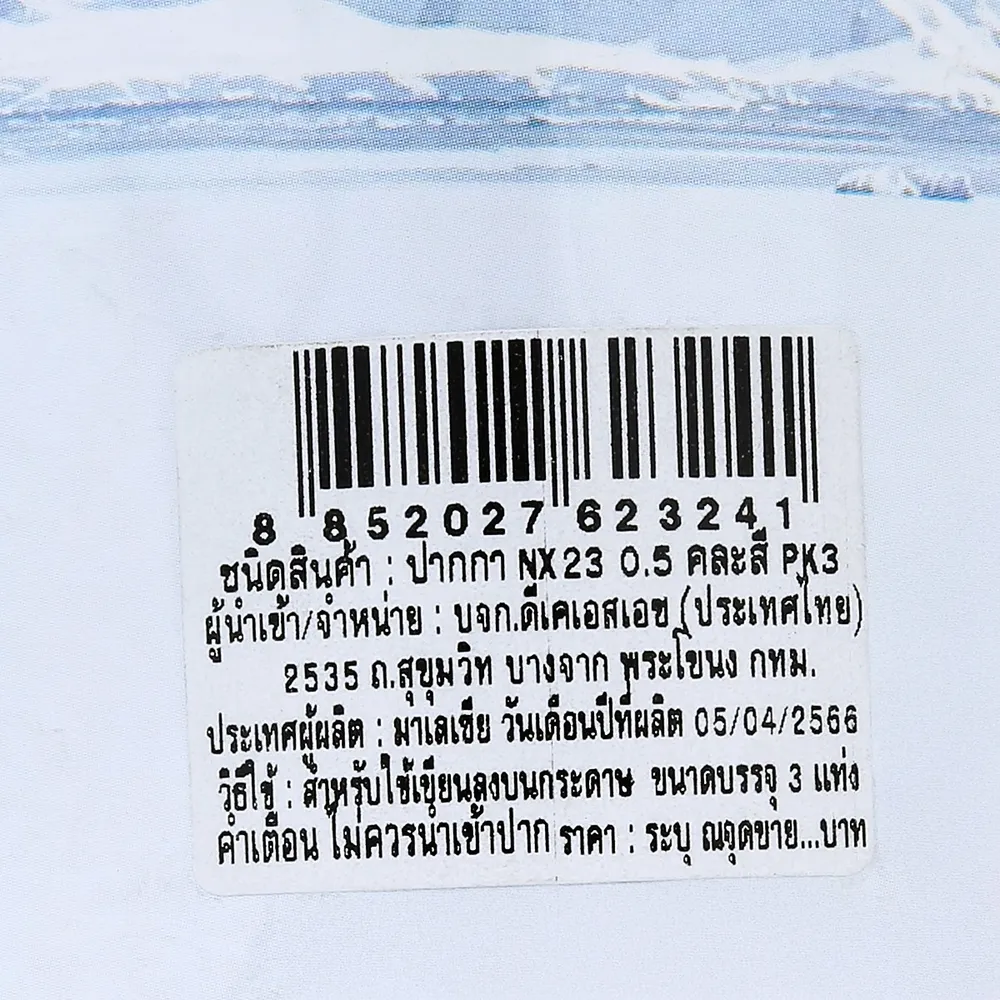 8 852027 623241
ชนิดสินค้า : ปากกา NX23 0.5 คละสี PK3
ผู้นำเข้า/จำหน่าย : บจก.ดีเคเอสเอช (ประเทศไทย)
2535 ถ.สุขุมวิท บางจาก พระโขนง กทม.
ประเทศผู้ผลิต : มาเลเซีย วันเดือนปีที่ผลิต 05/04/2566
วิธีใช้ : สำหรับใช้เขียนลงบนกระดาษ ขนาดบรรจุ 3 แท่ง
คำเตือน ไม่ควรนำเข้าปาก ราคา : ระบุ ณจุดขาย...บาท